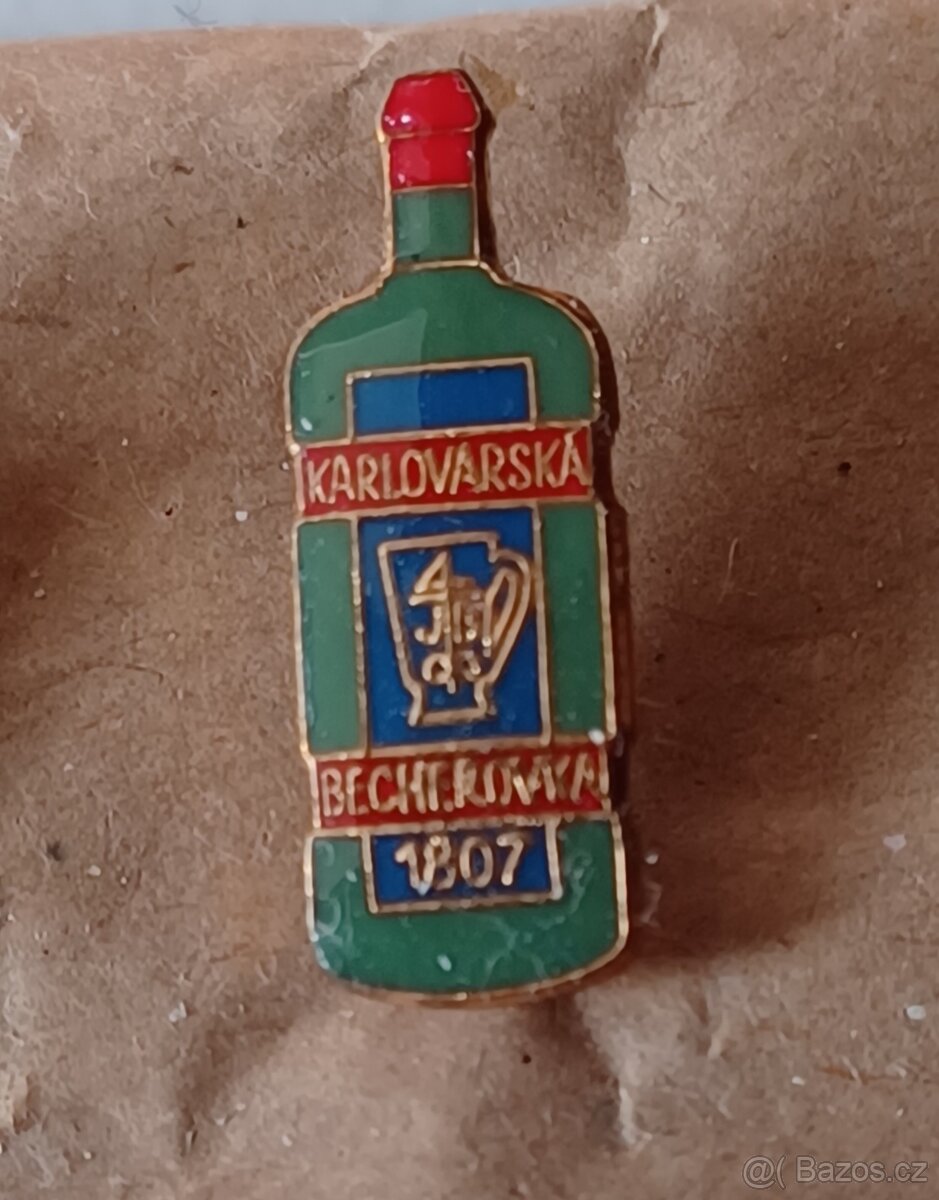 KARLOVARSKÁ
BECHEROVKA
1807
@( Bazos.cz